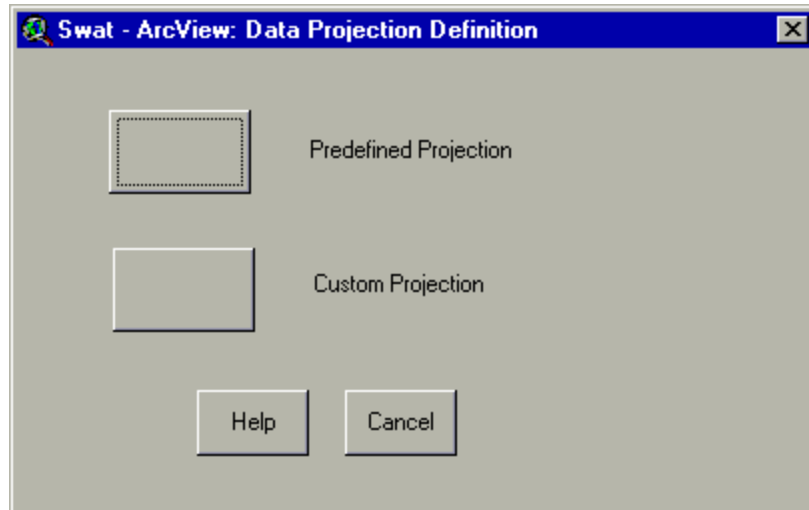 Swat - ArcView: Data Projection Definition
Predefined Projection
Custom Projection
Help Cancel